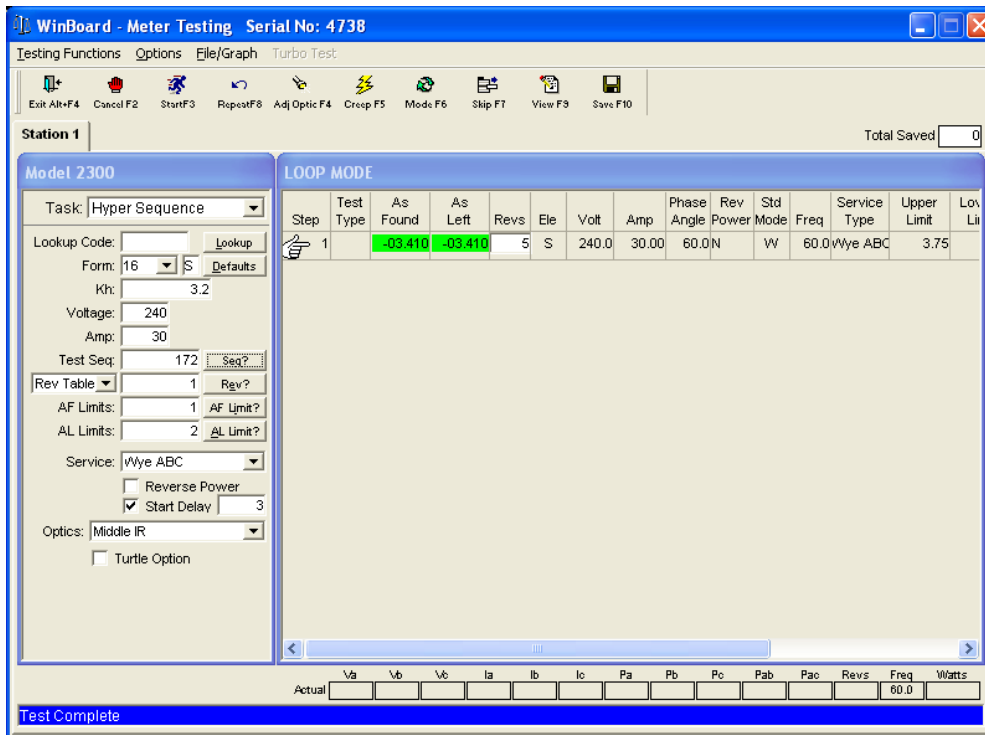 WinBoard - Meter Testing Serial No: 4738
Testing Functions Options File/Graph Turbo Test
Exit Alt+F4 Cancel F2 StartF3 RepeatF8 Adj Optic F4 Creep F5 Mode F6 Skip F7 View F9 Save F10
Station 1
Total Saved 0
Model 2300
Task: Hyper Sequence
Lookup Code: Lookup
Form: 16 S Defaults
Kh: 3.2
Voltage: 240
Amp: 30
Test Seq: 172 Seq?
Rev Table 1 Rev?
AF Limits: 1 AF Limit?
AL Limits: 2 AL Limit?
Service: Wye ABC
Reverse Power
Start Delay 3
Optics: Middle IR
Turtle Option
LOOP MODE
Test As As Phase Rev Std Service Upper Lov
Step Type Found Left Revs Ele Volt Amp Angle Power Mode Freq Type Limit Li
1 -03.410 -03.410 5 S 240.0 30.00 60.0 N W 60.0 Wye ABC 3.75
Va Vb Vc Ia Ib Ic Pa Pb Pc Pab Pac Revs Freq Watts
Actual 60.0
Test Complete